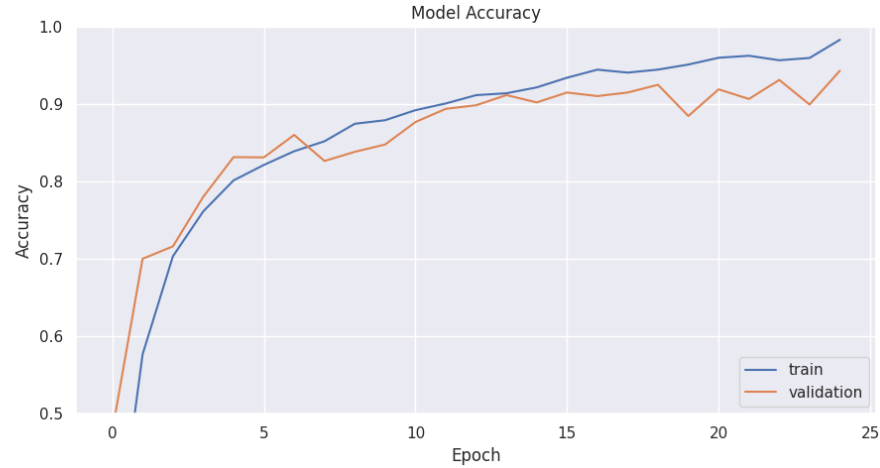 Model Accuracy
1.0
0.9
0.8
0.7
0.6
0.5
Accuracy
0 5 10 15 20 25
Epoch
train
validation